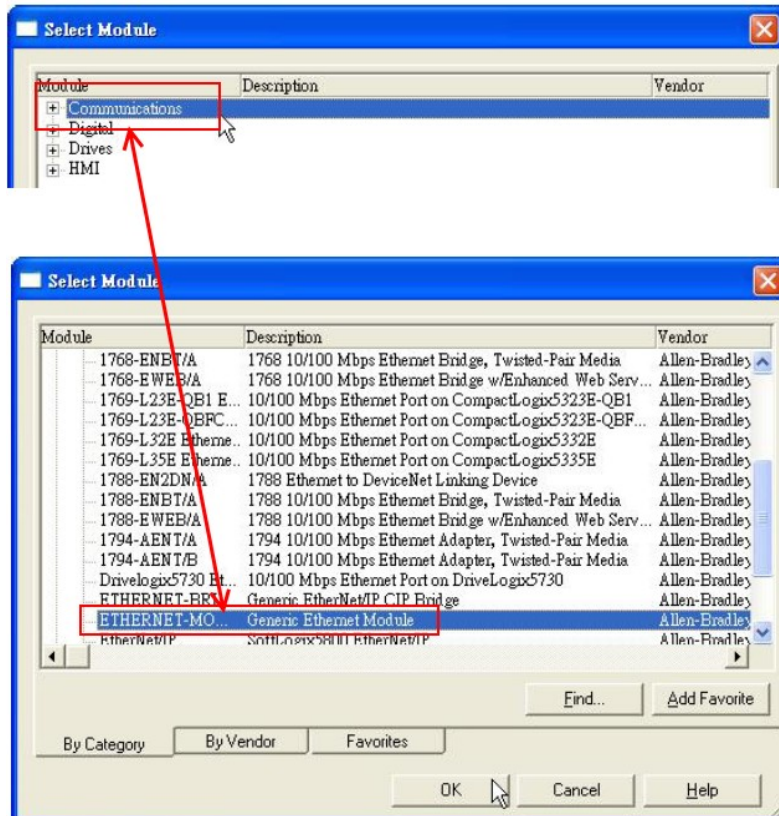 Select Module
Module Description Vendor
Communications
Digital
Drives
HMI
Select Module
Module Description Vendor
1768-ENBT/A 1768 10/100 Mbps Ethernet Bridge, Twisted-Pair Media Allen-Bradley
1768-EWEB/A 1768 10/100 Mbps Ethernet Bridge w/Enhanced Web Serv... Allen-Bradley
1769-L23E-QB1 E... 10/100 Mbps Ethernet Port on CompactLogix5323E-QB1 Allen-Bradley
1769-L23E-QBFC... 10/100 Mbps Ethernet Port on CompactLogix5323E-QBF... Allen-Bradley
1769-L32E Etherne... 10/100 Mbps Ethernet Port on CompactLogix5332E Allen-Bradley
1769-L35E Etherne... 10/100 Mbps Ethernet Port on CompactLogix5335E Allen-Bradley
1788-EN2DN/A 1788 Ethernet to DeviceNet Linking Device Allen-Bradley
1788-ENBT/A 1788 10/100 Mbps Ethernet Bridge, Twisted-Pair Media Allen-Bradley
1788-EWEB/A 1788 10/100 Mbps Ethernet Bridge w/Enhanced Web Serv... Allen-Bradley
1794-AENT/A 1794 10/100 Mbps Ethernet Adapter, Twisted-Pair Media Allen-Bradley
1794-AENT/B 1794 10/100 Mbps Ethernet Adapter, Twisted-Pair Media Allen-Bradley
Drivelogix5730 Et... 10/100 Mbps Ethernet Port on DriveLogix5730 Allen-Bradley
ETHERNET-BRI... Generic EtherNet/IP CIP Bridge Allen-Bradley
ETHERNET-MO... Generic Ethernet Module Allen-Bradley
EtherNet/IP SoftLogix5800 EtherNet/IP Allen-Bradley
Find... Add Favorite
By Category By Vendor Favorites
OK Cancel Help